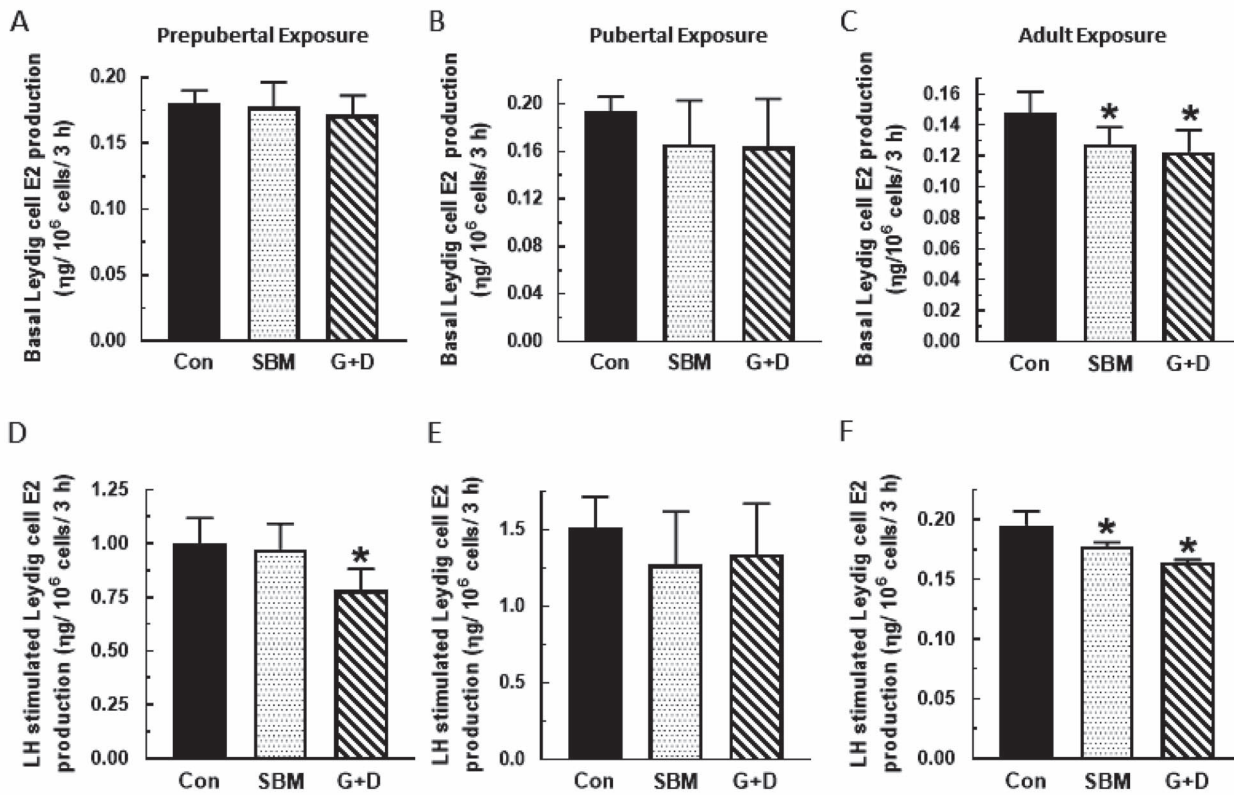 A
Prepubertal Exposure
Basal Leydig cell E2 production
(ηg/ 10⁶ cells/ 3 h)
0.20
0.15
0.10
0.05
0.00
Con SBM G+D
B
Pubertal Exposure
Basal Leydig cell E2 production
(ηg/ 10⁶ cells/ 3 h)
0.20
0.16
0.12
0.08
0.04
0.00
Con SBM G+D
C
Adult Exposure
Basal Leydig cell E2 production
(ηg/10⁶ cells/ 3 h)
0.16
0.14
0.12
0.10
0.08
0.06
0.04
0.02
0.00
* *
Con SBM G+D
D
LH stimulated Leydig cell E2
production (ηg/ 10⁶ cells/ 3 h)
1.25
1.00
0.75
0.50
0.25
0.00
*
Con SBM G+D
E
LH stimulated Leydig cell E2
production (ηg/ 10⁶ cells/ 3 h)
1.5
1.0
0.5
0.0
Con SBM G+D
F
LH stimulated Leydig cell E2
production (ηg/ 10⁶ cells/ 3 h)
0.20
0.15
0.10
0.05
0.00
* *
Con SBM G+D